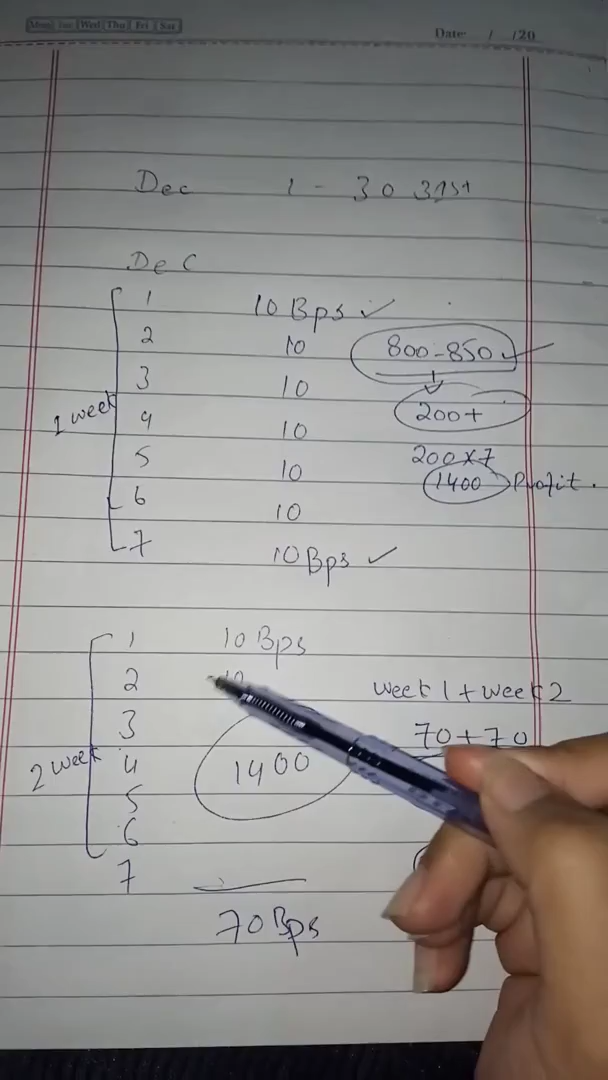 Mon Tue Wed Thu Fri Sat
Date: / /20
Dec 1 - 30 31st
Dec
1 week
1 10 Bps ✓
2 10
3 10
4 10
5 10
6 10
7 10 Bps ✓
800-850 ✓
200+
200x7
1400 Profit.
2 week
1 10 Bps
2 10
3
4
5
6
7
1400
70 Bps
week 1 + week 2
70+70